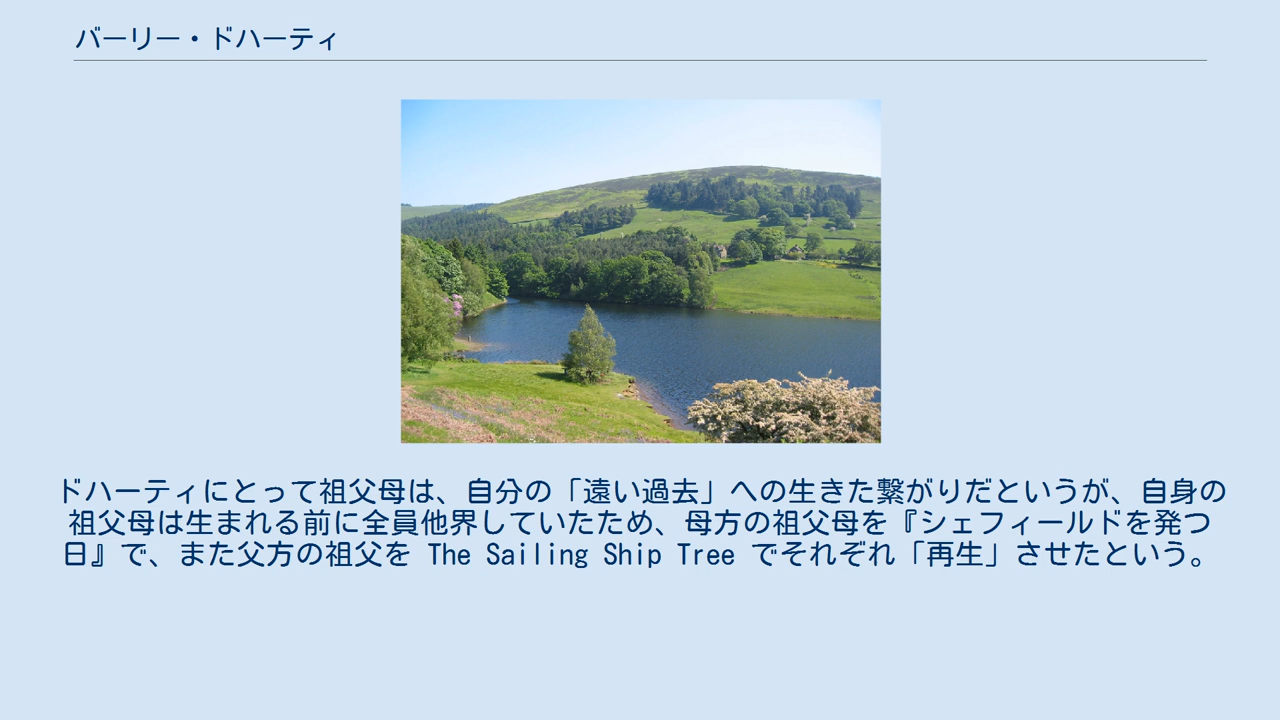 バーリー・ドハーティ
ドハーティにとって祖父母は、自分の「遠い過去」への生きた繋がりだというが、自身の
祖父母は生まれる前に全員他界していたため、母方の祖父母を『シェフィールドを発つ
日』で、また父方の祖父を The Sailing Ship Tree でそれぞれ「再生」させたという。